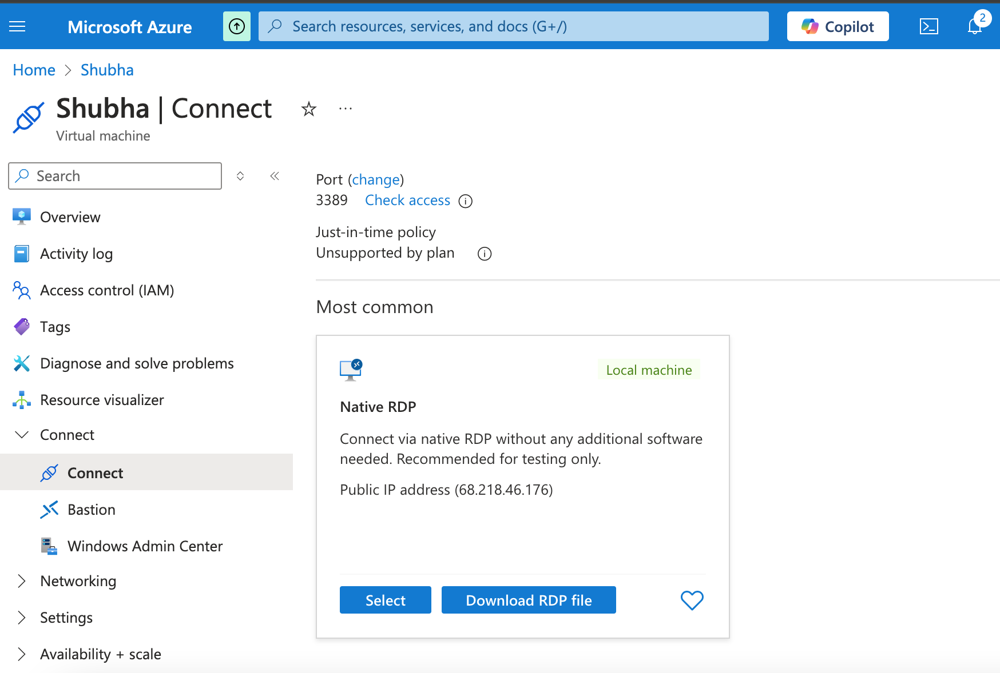 Microsoft Azure
Search resources, services, and docs (G+/)
Copilot
2
Home > Shubha
Shubha | Connect
Virtual machine
Search
Overview
Activity log
Access control (IAM)
Tags
Diagnose and solve problems
Resource visualizer
Connect
Connect
Bastion
Windows Admin Center
Networking
Settings
Availability + scale
Port (change)
3389 Check access
Just-in-time policy
Unsupported by plan
Most common
Local machine
Native RDP
Connect via native RDP without any additional software
needed. Recommended for testing only.
Public IP address (68.218.46.176)
Select
Download RDP file